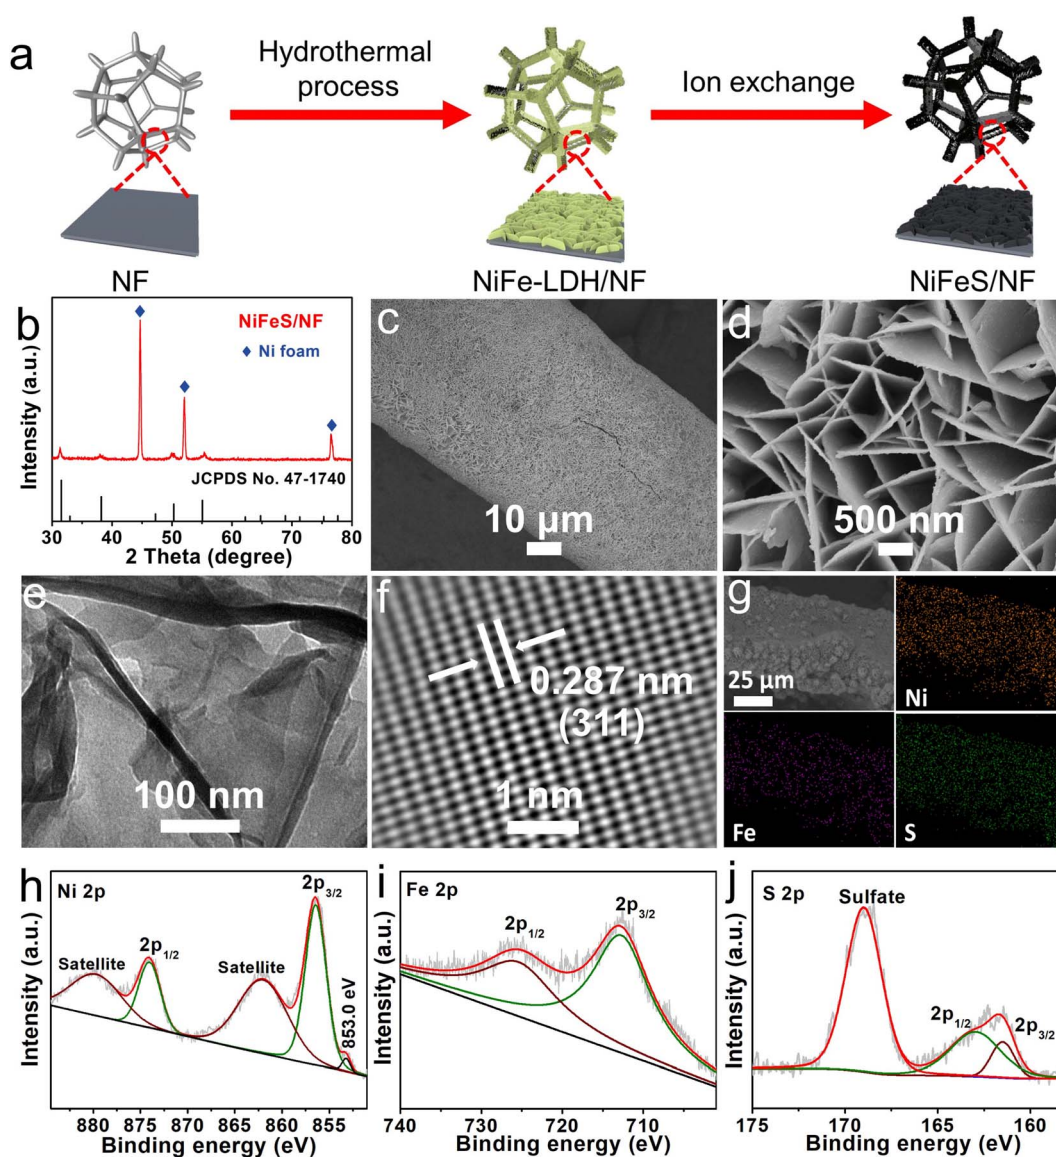 a
Hydrothermal
process
Ion exchange
NF
NiFe-LDH/NF
NiFeS/NF
b
NiFeS/NF
Ni foam
JCPDS No. 47-1740
Intensity (a.u.)
30 40 50 60 70 80
2 Theta (degree)
c
10 µm
d
500 nm
e
100 nm
f
0.287 nm
(311)
1 nm
g
25 µm
Ni
Fe
S
h
Ni 2p
2p3/2
2p1/2
Satellite
Satellite
853.0 eV
Intensity (a.u.)
880 870 860 850
Binding energy (eV)
i
Fe 2p
2p1/2
2p3/2
Intensity (a.u.)
740 730 720 710
Binding energy (eV)
j
S 2p
Sulfate
2p1/2
2p3/2
Intensity (a.u.)
175 170 165 160
Binding energy (eV)